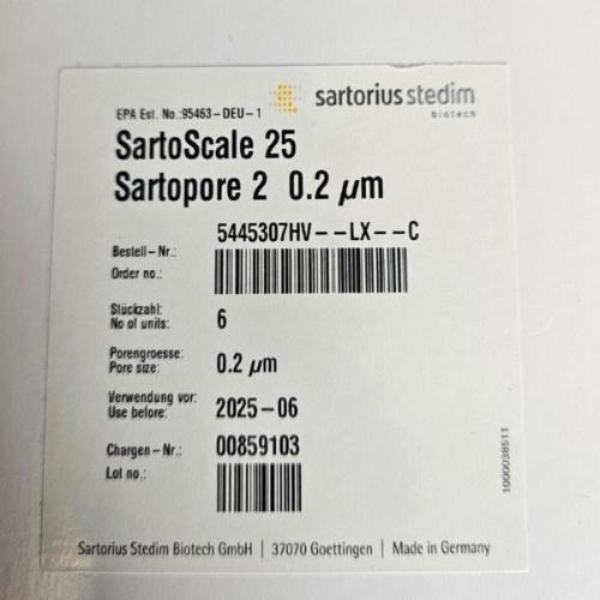 sartorius stedim
biotech
EPA Est. No.:95463-DEU-1
SartoScale 25
Sartopore 2 0.2 µm
5445307HV--LX--C
Bestell-Nr.:
Order no.:
Stückzahl:
No of units: 6
Porengroesse:
Pore size: 0.2 µm
Verwendung vor:
Use before: 2025-06
Chargen-Nr.: 00859103
Lot no.:
1000038511
Sartorius Stedim Biotech GmbH | 37070 Goettingen | Made in Germany